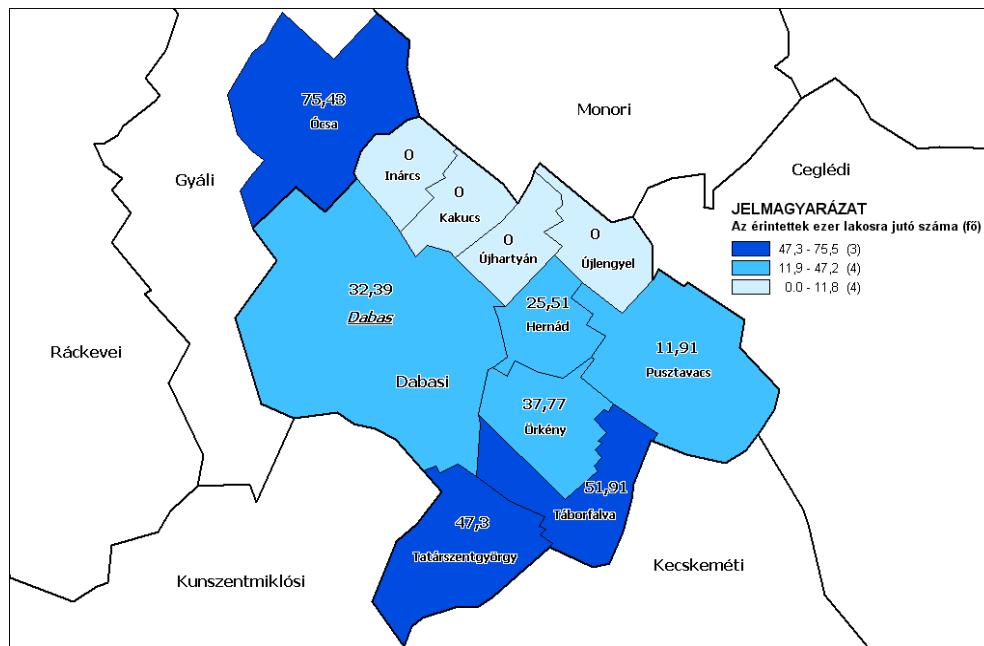 75,43
Ócsa
Monori
0
Inárcs
Ceglédi
Gyáli
0
Kakucs
JELMAGYARÁZAT
Az érintettek ezer lakosra jutó száma (fő)
47,3 - 75,5 (3)
11,9 - 47,2 (4)
0.0 - 11,8 (4)
0
Újhartyán
0
Újlengyel
32,39
Dabas
25,51
Hernád
11,91
Pusztavacs
Ráckevei
Dabasi
37,77
Örkény
51,91
Táborfalva
47,3
Tatárszentgyörgy
Kunszentmiklósi
Kecskeméti